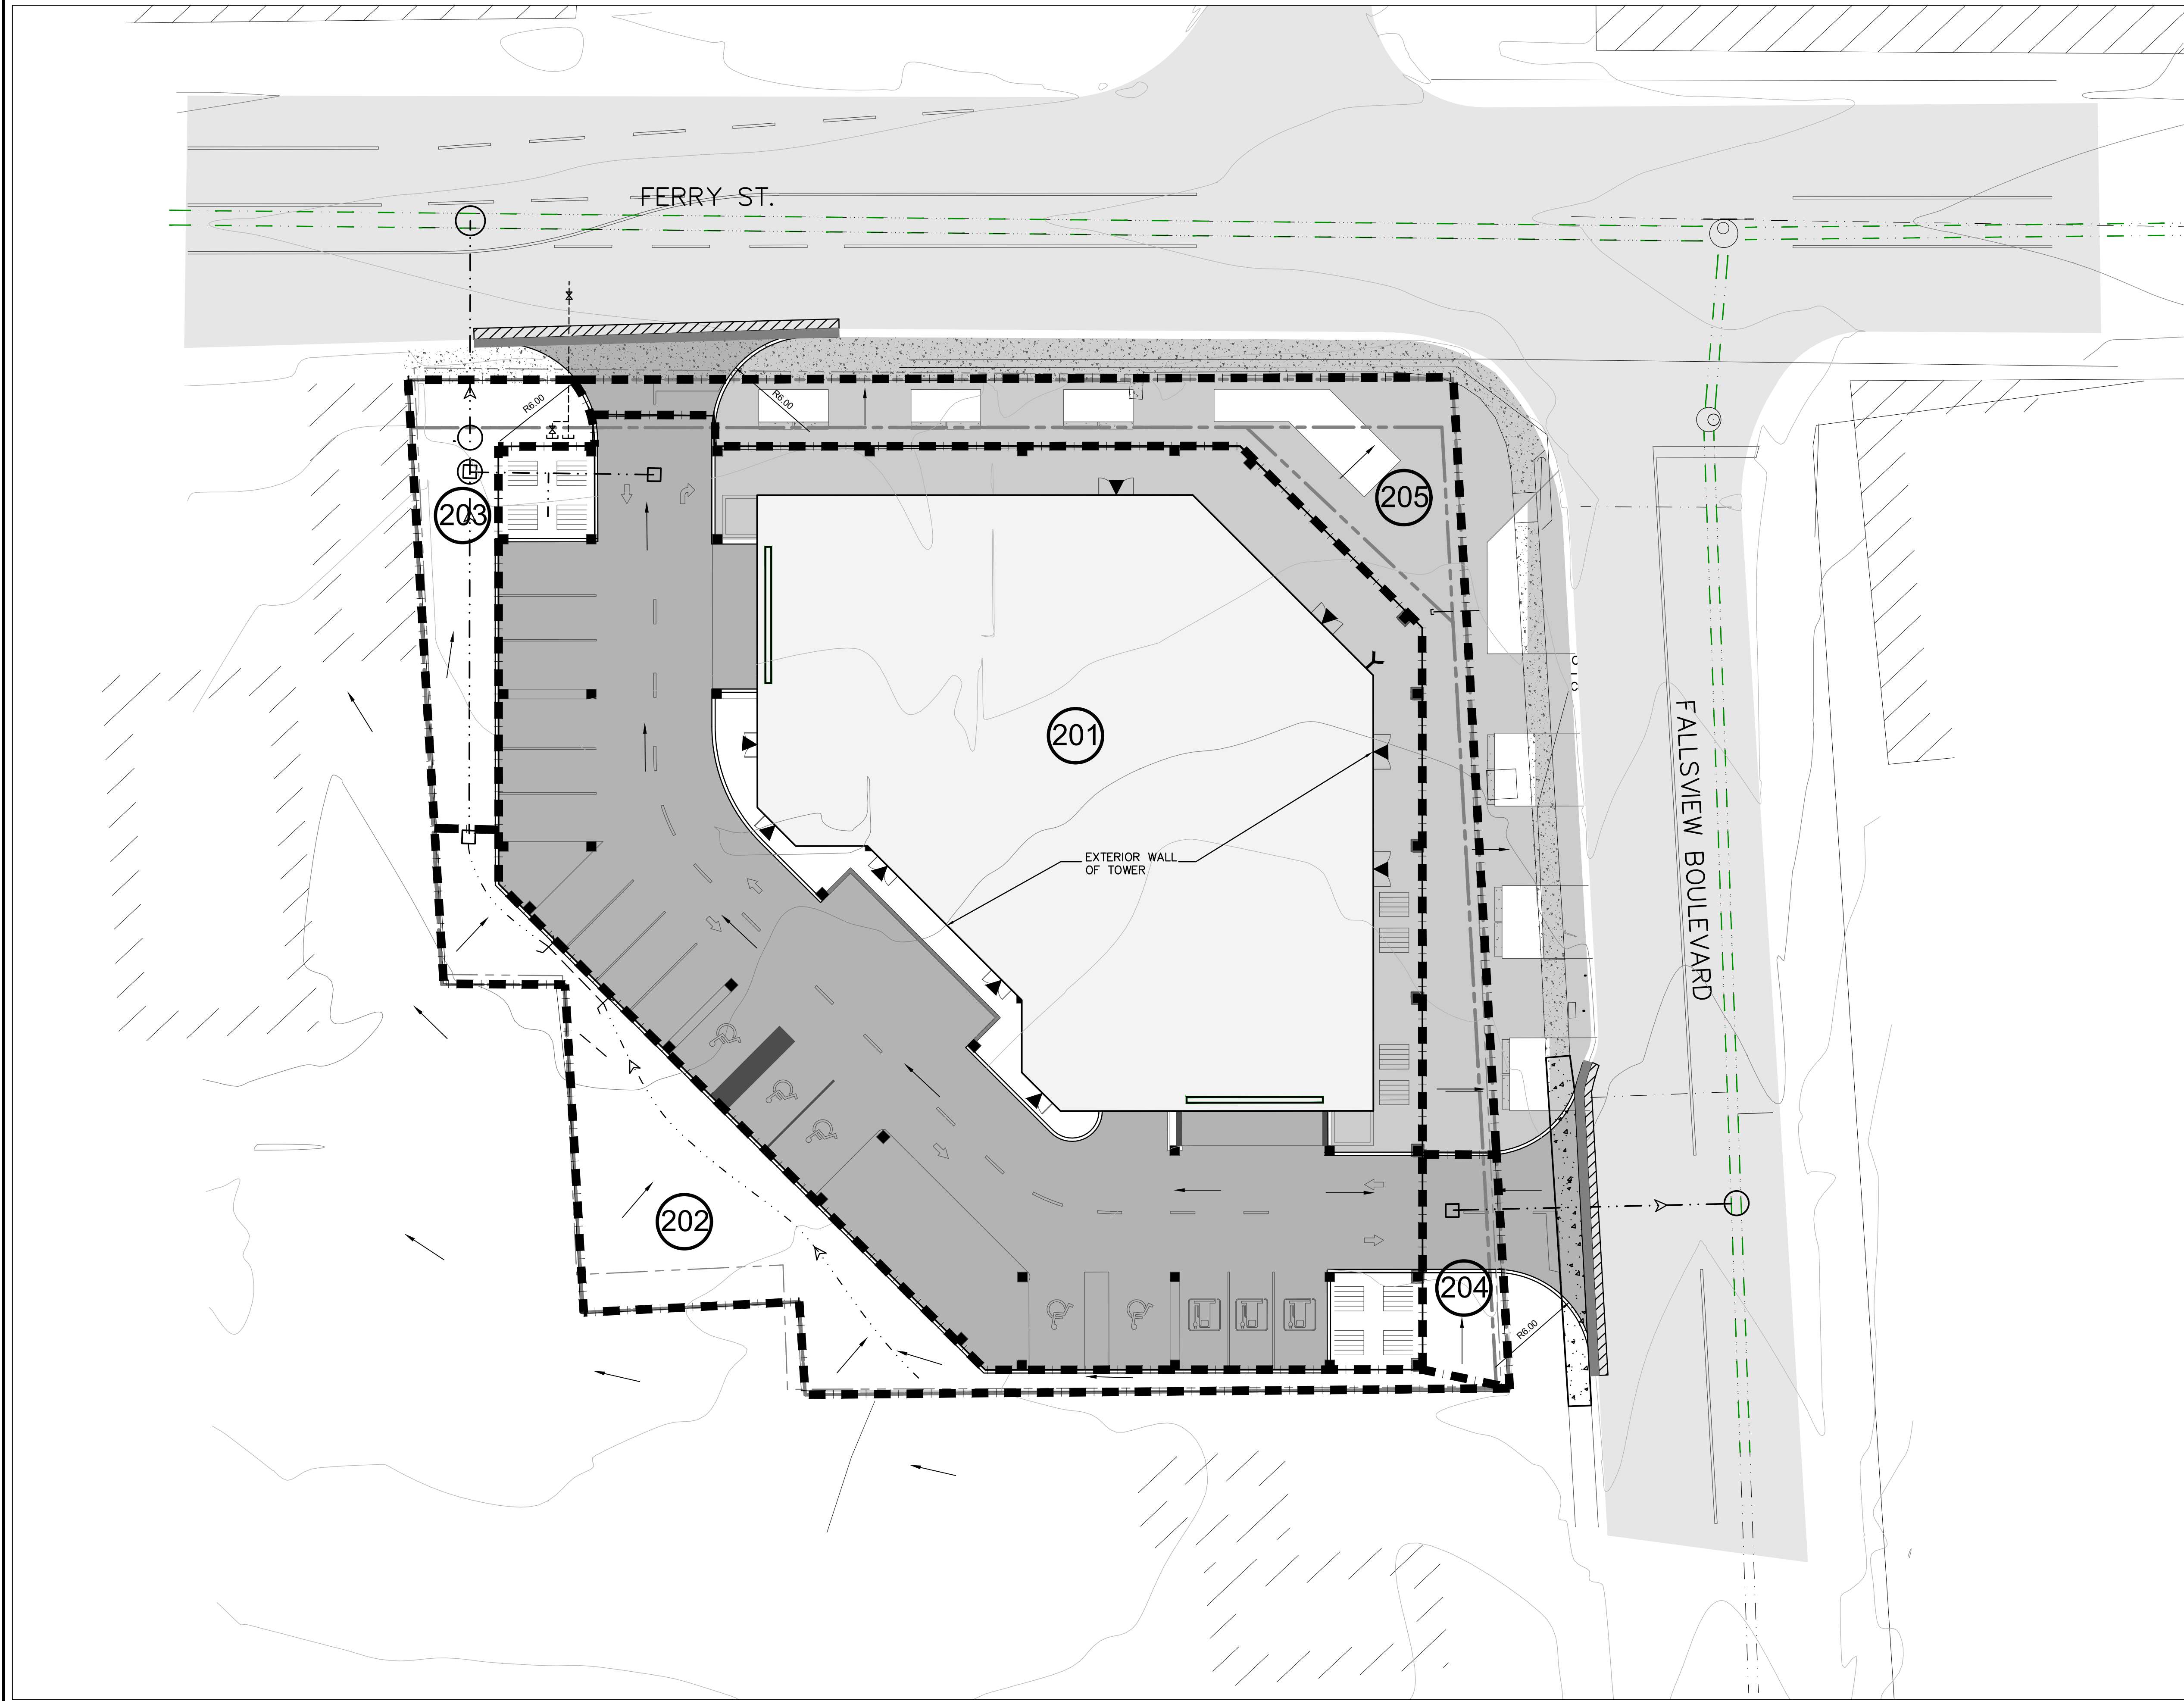 FERRY ST.
R6.00
R6.00
203
205
201
EXTERIOR WALL
OF TOWER
FALLSVIEW BOULEVARD
202
204
R6.00